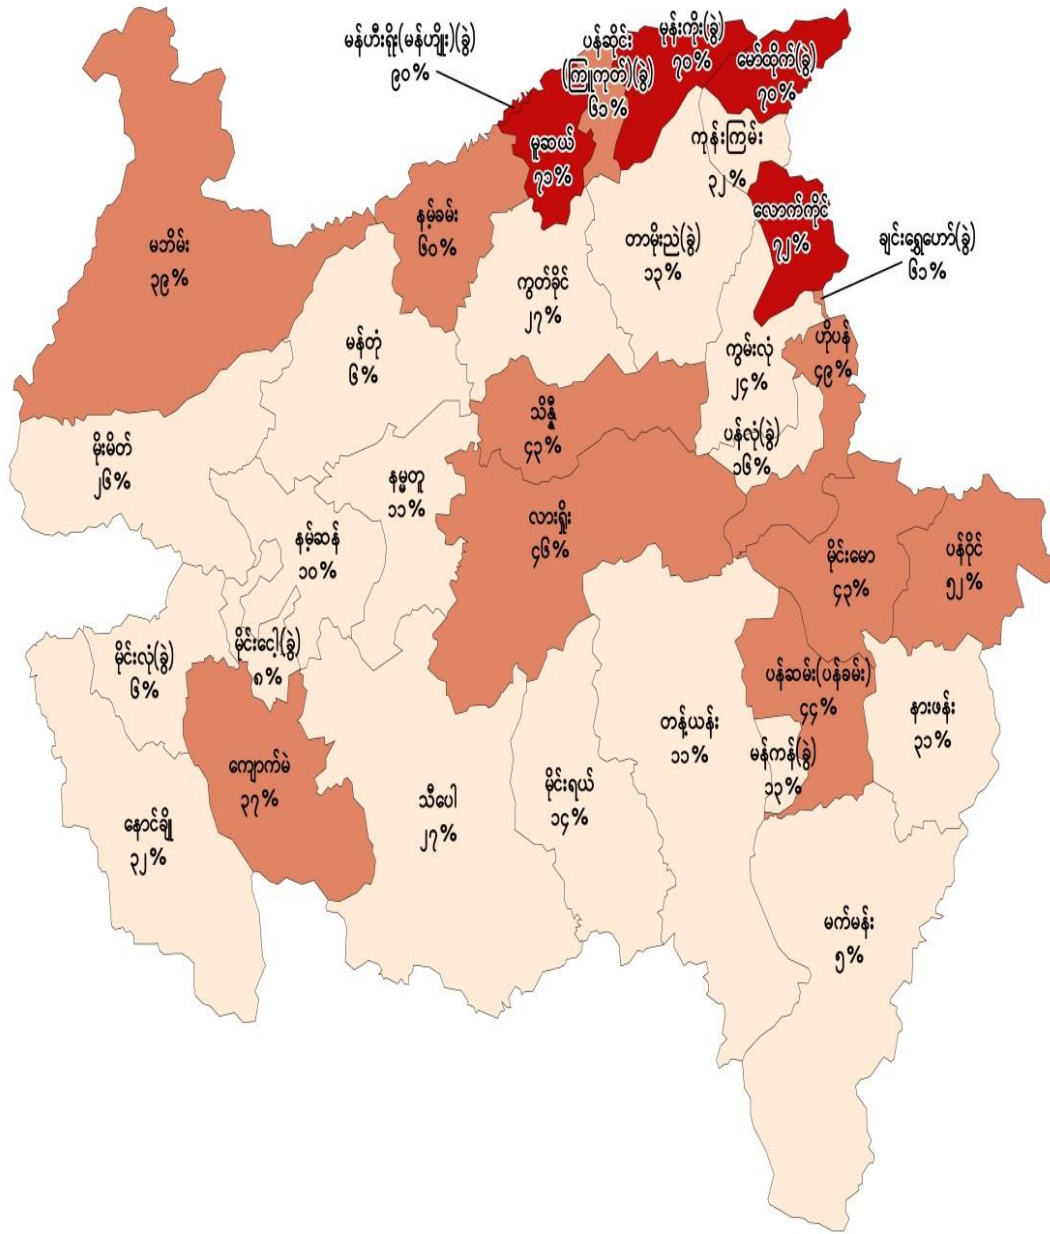 မန်ဟီးရိုး(မန်ဟျိုး)(ခွဲ)
၉၀%
ပန်ဆိုင်း
(ကြူကုတ်)(ခွဲ)
၆၁%
မုန်းကိုး(ခွဲ)
၇၀%
မော်ထိုက်(ခွဲ)
၇၀%
မူဆယ်
၇၁%
ကုန်းကြမ်း
၃၂%
လောက်ကိုင်
၇၂%
ချင်းရွှေဟော်(ခွဲ)
၆၁%
မဘိမ်း
၃၉%
နမ့်ခမ်း
၆၀%
တာမိုးညဲ(ခွဲ)
၁၃%
ကွတ်ခိုင်
၂၇%
မန်တုံ
၆%
ကွမ်းလုံ
၂၄%
ဟိုပန်
၄၉%
သိန္နီ
၄၃%
ပန်လုံ(ခွဲ)
၁၆%
မိုးမိတ်
၂၆%
နမ္မတူ
၁၁%
လားရှိုး
၄၆%
နမ့်ဆန်
၁၀%
မိုင်းမော
၄၃%
ပန်ဝိုင်
၅၂%
မိုင်းလုံ(ခွဲ)
၆%
မိုင်းငေါ့(ခွဲ)
၈%
ပန်ဆမ်း(ပန်ခမ်း)
၄၄%
နားဖန်း
၃၁%
တန့်ယန်း
၁၁%
မန်ကန်(ခွဲ)
၁၃%
ကျောက်မဲ
၃၇%
သီပေါ
၂၇%
မိုင်းရယ်
၁၄%
နောင်ချို
၃၂%
မက်မန်း
၅%